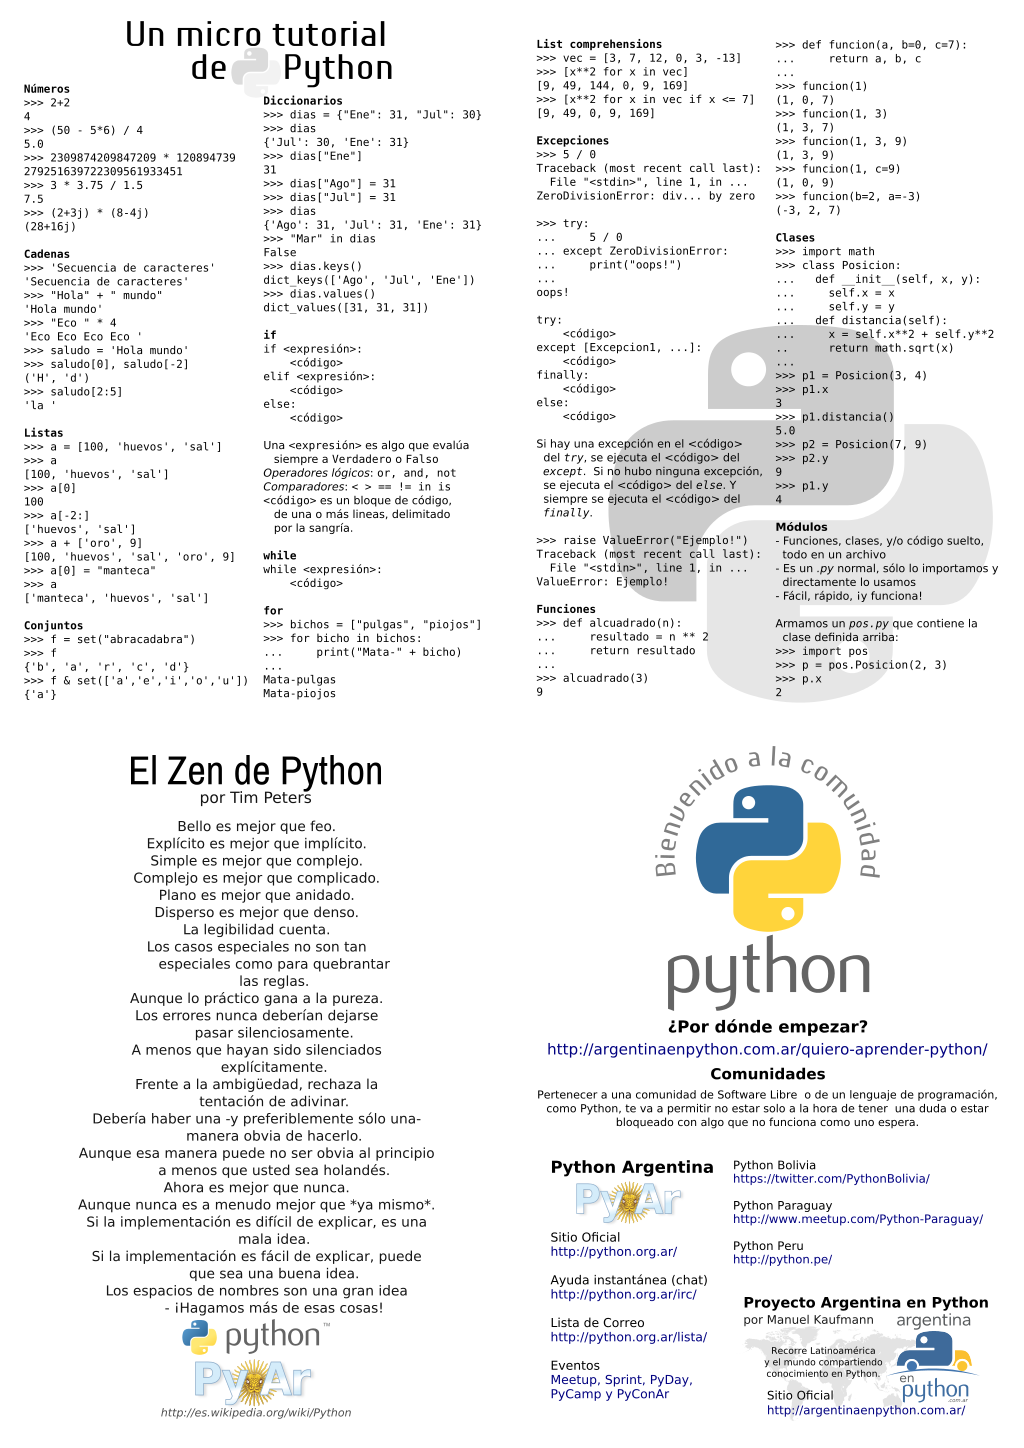 Un micro tutorial
de Python
Números
>>> 2+2
4
>>> (50 - 5*6) / 4
5.0
>>> 2309874209847209 * 120894739
279251639722309561933451
>>> 3 * 3.75 / 1.5
7.5
>>> (2+3j) * (8-4j)
(28+16j)
Cadenas
>>> 'Secuencia de caracteres'
'Secuencia de caracteres'
>>> "Hola" + " mundo"
'Hola mundo'
>>> "Eco " * 4
'Eco Eco Eco Eco '
>>> saludo = 'Hola mundo'
>>> saludo[0], saludo[-2]
('H', 'd')
>>> saludo[2:5]
'la '
Listas
>>> a = [100, 'huevos', 'sal']
>>> a
[100, 'huevos', 'sal']
>>> a[0]
100
>>> a[-2:]
['huevos', 'sal']
>>> a + ['oro', 9]
[100, 'huevos', 'sal', 'oro', 9]
>>> a[0] = "manteca"
>>> a
['manteca', 'huevos', 'sal']
Conjuntos
>>> f = set("abracadabra")
>>> f
{'b', 'a', 'r', 'c', 'd'}
>>> f & set(['a','e','i','o','u'])
{'a'}
Diccionarios
>>> dias = {"Ene": 31, "Jul": 30}
>>> dias
{'Jul': 30, 'Ene': 31}
>>> dias["Ene"]
31
>>> dias["Ago"] = 31
>>> dias["Jul"] = 31
>>> dias
{'Ago': 31, 'Jul': 31, 'Ene': 31}
>>> "Mar" in dias
False
>>> dias.keys()
dict_keys(['Ago', 'Jul', 'Ene'])
>>> dias.values()
dict_values([31, 31, 31])
if
if <expresión>:
    <código>
elif <expresión>:
    <código>
else:
    <código>
Una <expresión> es algo que evalúa
siempre a Verdadero o Falso
Operadores lógicos: or, and, not
Comparadores: < > == != in is
<código> es un bloque de código,
de una o más lineas, delimitado
por la sangría.
while
while <expresión>:
    <código>
for
>>> bichos = ["pulgas", "piojos"]
>>> for bicho in bichos:
...     print("Mata-" + bicho)
...
Mata-pulgas
Mata-piojos
List comprehensions
>>> vec = [3, 7, 12, 0, 3, -13]
>>> [x**2 for x in vec]
[9, 49, 144, 0, 9, 169]
>>> [x**2 for x in vec if x <= 7]
[9, 49, 0, 9, 169]
Excepciones
>>> 5 / 0
Traceback (most recent call last):
  File "<stdin>", line 1, in ...
ZeroDivisionError: div... by zero
>>> try:
...     5 / 0
... except ZeroDivisionError:
...     print("oops!")
...
oops!
try:
    <código>
except [Excepcion1, ...]:
    <código>
finally:
    <código>
else:
    <código>
Si hay una excepción en el <código>
del try, se ejecuta el <código> del
except. Si no hubo ninguna excepción,
se ejecuta el <código> del else. Y
siempre se ejecuta el <código> del
finally.
>>> raise ValueError("Ejemplo!")
Traceback (most recent call last):
  File "<stdin>", line 1, in ...
ValueError: Ejemplo!
Funciones
>>> def alcuadrado(n):
...     resultado = n ** 2
...     return resultado
...
>>> alcuadrado(3)
9
>>> def funcion(a, b=0, c=7):
...     return a, b, c
...
>>> funcion(1)
(1, 0, 7)
>>> funcion(1, 3)
(1, 3, 7)
>>> funcion(1, 3, 9)
(1, 3, 9)
>>> funcion(1, c=9)
(1, 0, 9)
>>> funcion(b=2, a=-3)
(-3, 2, 7)
Clases
>>> import math
>>> class Posicion:
...   def __init__(self, x, y):
...     self.x = x
...     self.y = y
...   def distancia(self):
...     x = self.x**2 + self.y**2
..      return math.sqrt(x)
...
>>> p1 = Posicion(3, 4)
>>> p1.x
3
>>> p1.distancia()
5.0
>>> p2 = Posicion(7, 9)
>>> p2.y
9
>>> p1.y
4
Módulos
- Funciones, clases, y/o código suelto,
todo en un archivo
- Es un .py normal, sólo lo importamos y
directamente lo usamos
- Fácil, rápido, ¡y funciona!
Armamos un pos.py que contiene la
clase definida arriba:
>>> import pos
>>> p = pos.Posicion(2, 3)
>>> p.x
2
El Zen de Python
por Tim Peters
Bello es mejor que feo.
Explícito es mejor que implícito.
Simple es mejor que complejo.
Complejo es mejor que complicado.
Plano es mejor que anidado.
Disperso es mejor que denso.
La legibilidad cuenta.
Los casos especiales no son tan
especiales como para quebrantar
las reglas.
Aunque lo práctico gana a la pureza.
Los errores nunca deberían dejarse
pasar silenciosamente.
A menos que hayan sido silenciados
explícitamente.
Frente a la ambigüedad, rechaza la
tentación de adivinar.
Debería haber una -y preferiblemente sólo una-
manera obvia de hacerlo.
Aunque esa manera puede no ser obvia al principio
a menos que usted sea holandés.
Ahora es mejor que nunca.
Aunque nunca es a menudo mejor que *ya mismo*.
Si la implementación es difícil de explicar, es una
mala idea.
Si la implementación es fácil de explicar, puede
que sea una buena idea.
Los espacios de nombres son una gran idea
- ¡Hagamos más de esas cosas!
python™
PyAr
http://es.wikipedia.org/wiki/Python
Bienvenido a la comunidad
python
¿Por dónde empezar?
http://argentinaenpython.com.ar/quiero-aprender-python/
Comunidades
Pertenecer a una comunidad de Software Libre o de un lenguaje de programación,
como Python, te va a permitir no estar solo a la hora de tener una duda o estar
bloqueado con algo que no funciona como uno espera.
Python Argentina
PyAr
Sitio Oficial
http://python.org.ar/
Ayuda instantánea (chat)
http://python.org.ar/irc/
Lista de Correo
http://python.org.ar/lista/
Eventos
Meetup, Sprint, PyDay,
PyCamp y PyConAr
Python Bolivia
https://twitter.com/PythonBolivia/
Python Paraguay
http://www.meetup.com/Python-Paraguay/
Python Peru
http://python.pe/
Proyecto Argentina en Python
por Manuel Kaufmann
Recorre Latinoamérica
y el mundo compartiendo
conocimiento en Python.
Sitio Oficial
http://argentinaenpython.com.ar/
argentina
en
python
.com.ar